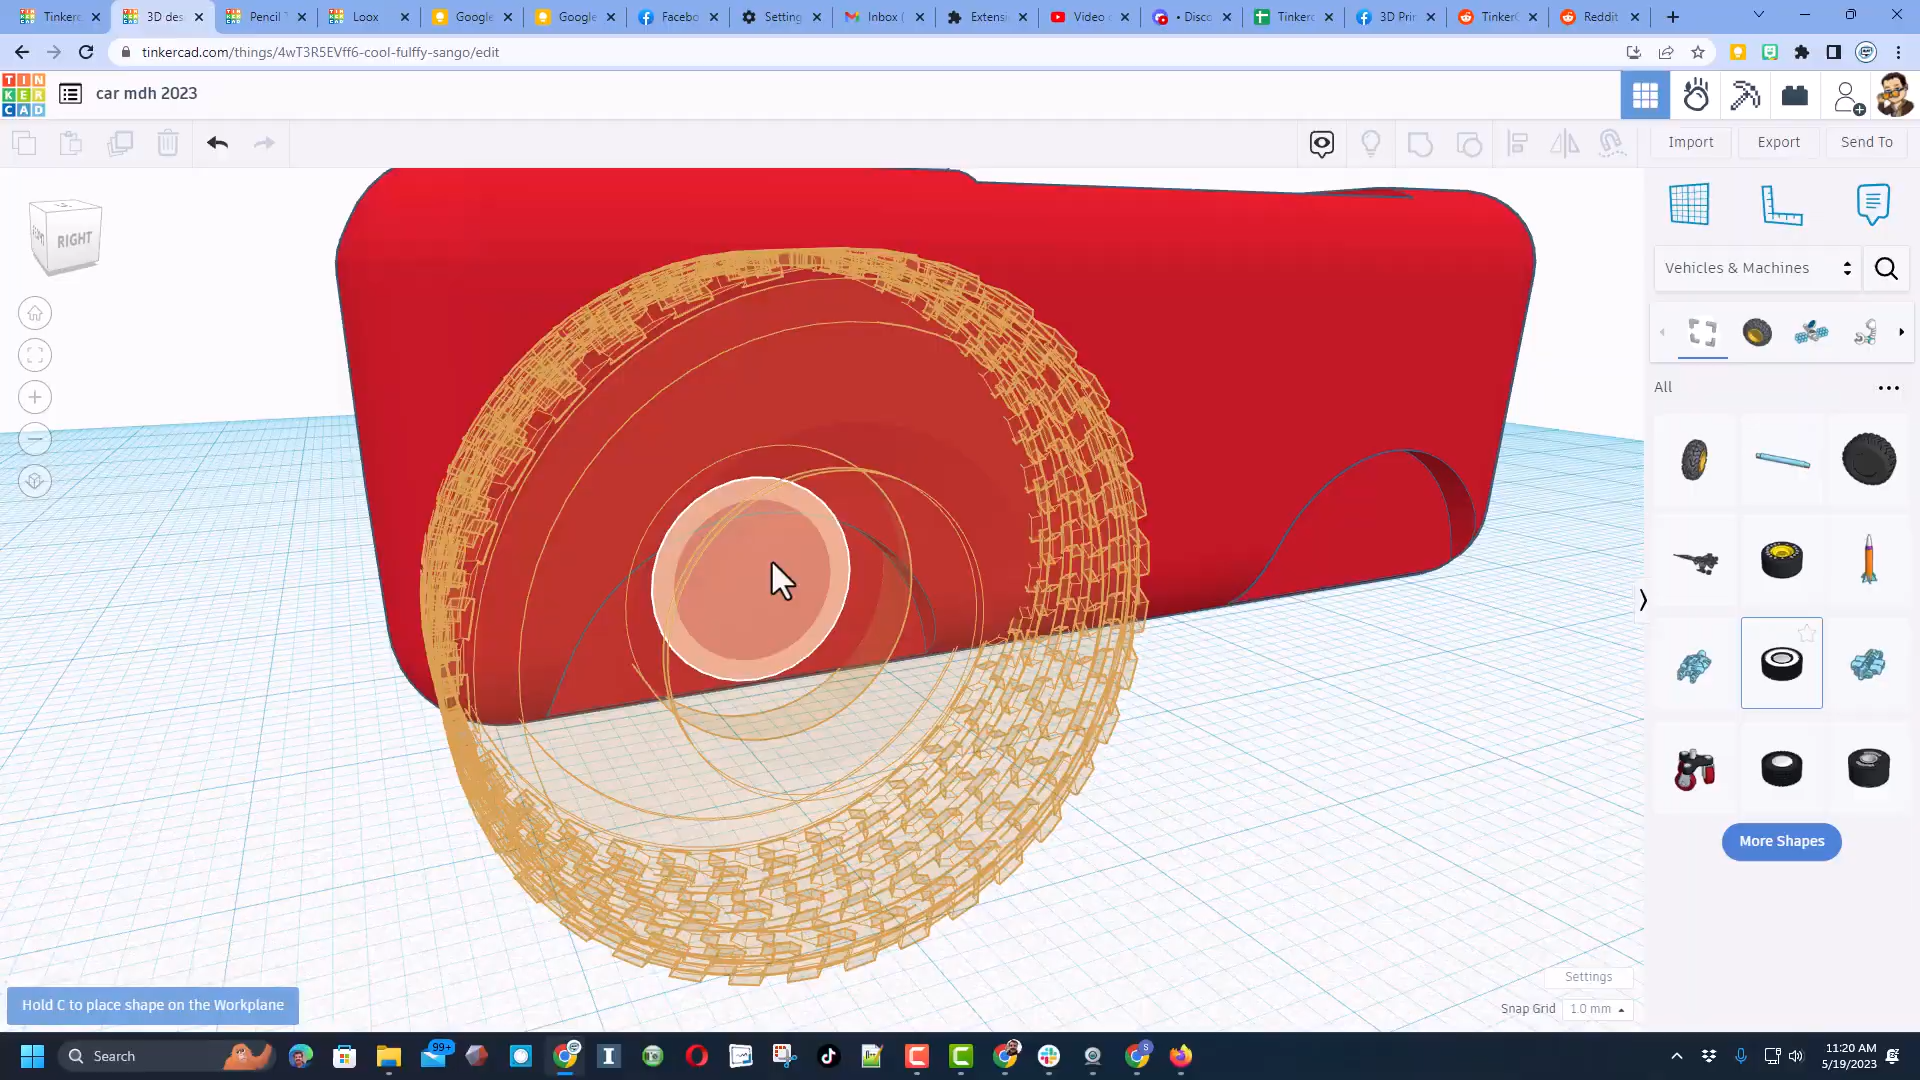 Tinkerc
3D des
Pencil T
Loox
Google
Google
Facebo
Setting
Inbox (
Extensi
Video c
• Disco
Tinkerc
3D Prin
TinkerC
Reddit
tinkercad.com/things/4wT3R5EVff6-cool-fulffy-sango/edit
TIN
KER
CAD
car mdh 2023
Import
Export
Send To
RIGHT
Vehicles & Machines
All
More Shapes
Settings
Snap Grid
1.0 mm
Hold C to place shape on the Workplane
Search
99+
11:20 AM
5/19/2023